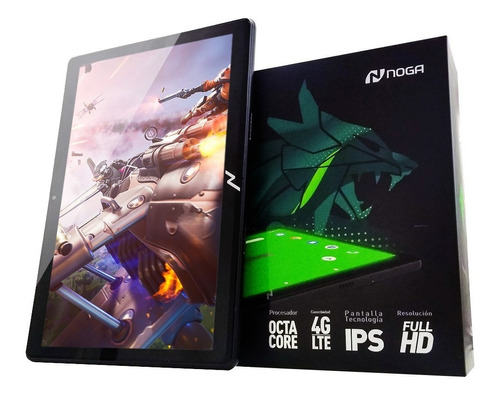 NOGA
Procesador
OCTA
CORE
Conectividad
4G
LTE
Pantalla
Tecnología
IPS
Resolución
FULL
HD